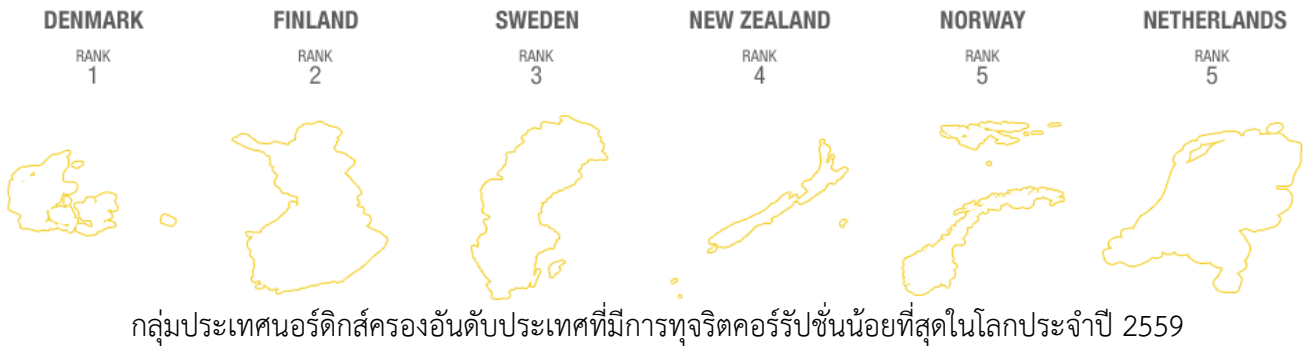 DENMARK FINLAND SWEDEN NEW ZEALAND NORWAY NETHERLANDS
RANK RANK RANK RANK RANK RANK
1 2 3 4 5 5
กลุ่มประเทศนอร์ดิกส์ครองอันดับประเทศที่มีการทุจริตคอร์รัปชั่นน้อยที่สุดในโลกประจำปี 2559